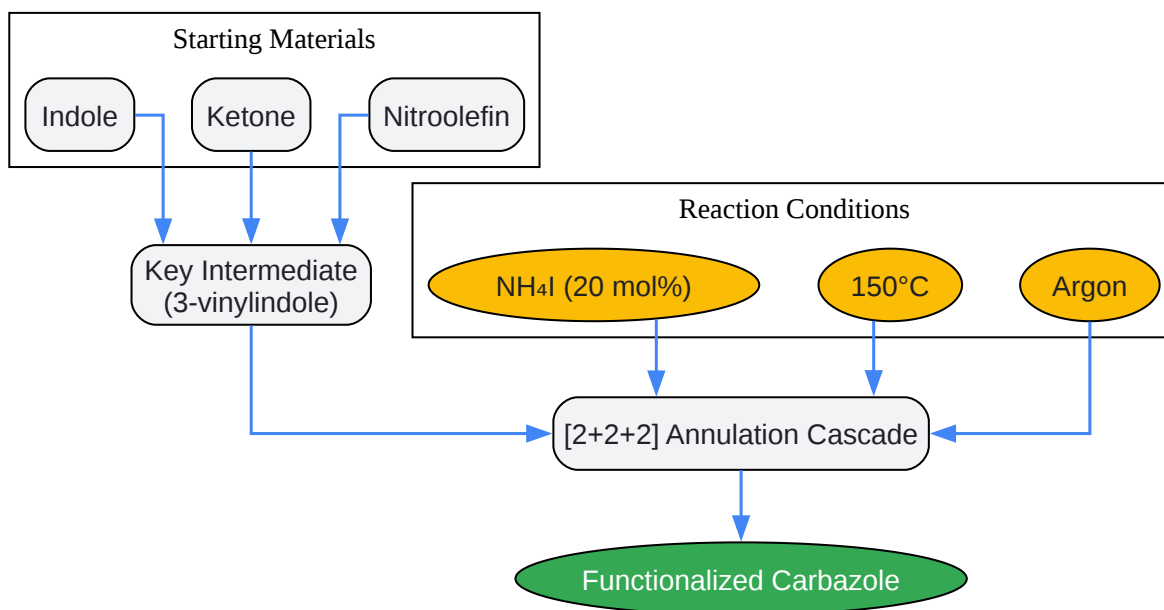 Starting Materials
Indole
Ketone
Nitroolefin
Reaction Conditions
Key Intermediate
(3-vinylindole)
NH₄I (20 mol%)
150°C
Argon
[2+2+2] Annulation Cascade
Functionalized Carbazole